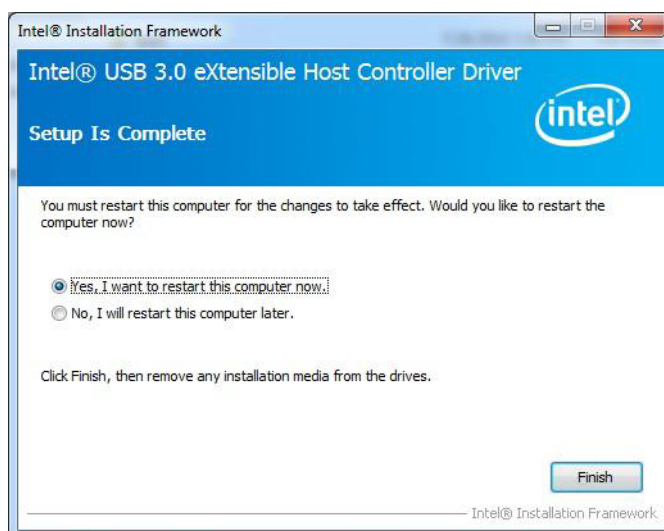 Intel® Installation Framework
Intel® USB 3.0 eXtensible Host Controller Driver
intel
Setup Is Complete
You must restart this computer for the changes to take effect. Would you like to restart the
computer now?
Yes, I want to restart this computer now.
No, I will restart this computer later.
Click Finish, then remove any installation media from the drives.
Finish
Intel® Installation Framework